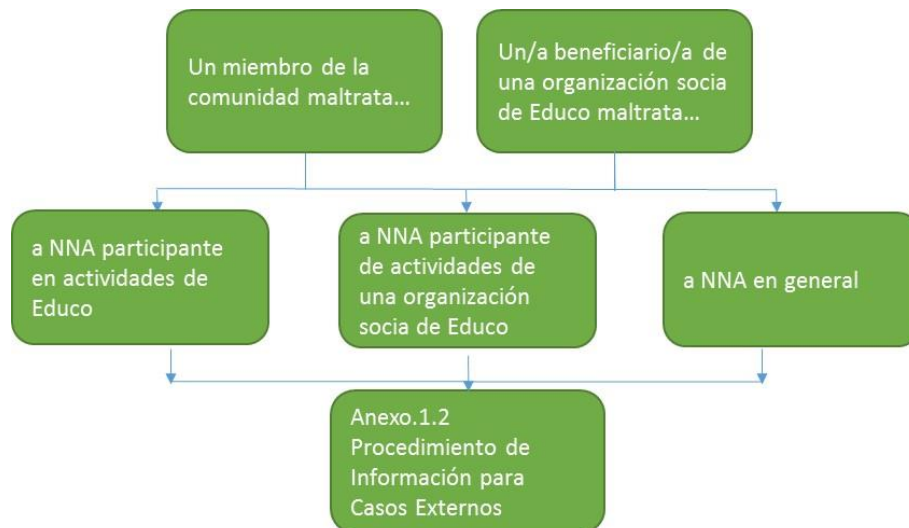 Un miembro de la
comunidad maltrata...
Un/a beneficiario/a de
una organización socia
de Educo maltrata...
a NNA participante
en actividades de
Educo
a NNA participante
de actividades de
una organización
socia de Educo
a NNA en general
Anexo.1.2
Procedimiento de
Información para
Casos Externos